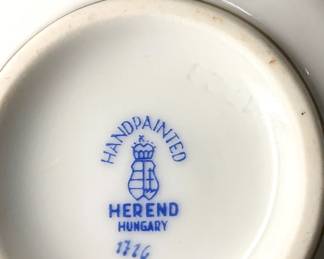 HANDPAINTED
HEREND
HUNGARY
1726